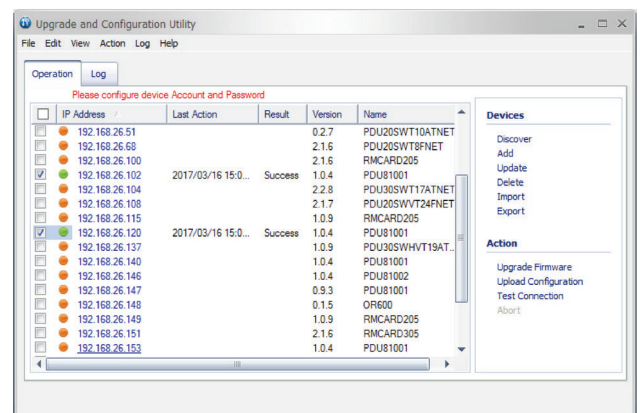 Upgrade and Configuration Utility
File Edit View Action Log Help
Operation Log
Please configure device Account and Password
IP Address Last Action Result Version Name
192.168.26.51 0.2.7 PDU20SWT10ATNET
192.168.26.68 2.1.6 PDU20SWT8FNET
192.168.26.100 2.1.6 RMCARD205
192.168.26.102 2017/03/16 15:0... Success 1.0.4 PDU81001
192.168.26.104 2.2.8 PDU30SWT17ATNET
192.168.26.108 2.1.7 PDU20SWVT24FNET
192.168.26.115 1.0.9 RMCARD205
192.168.26.120 2017/03/16 15:0... Success 1.0.4 PDU81001
192.168.26.137 1.0.9 PDU30SWHVT19AT...
192.168.26.140 1.0.4 PDU81001
192.168.26.146 1.0.4 PDU81002
192.168.26.147 0.9.3 PDU81001
192.168.26.148 0.1.5 OR600
192.168.26.149 1.0.9 RMCARD205
192.168.26.151 2.1.6 RMCARD305
192.168.26.153 1.0.4 PDU81001
Devices
Discover
Add
Update
Delete
Import
Export
Action
Upgrade Firmware
Upload Configuration
Test Connection
Abort